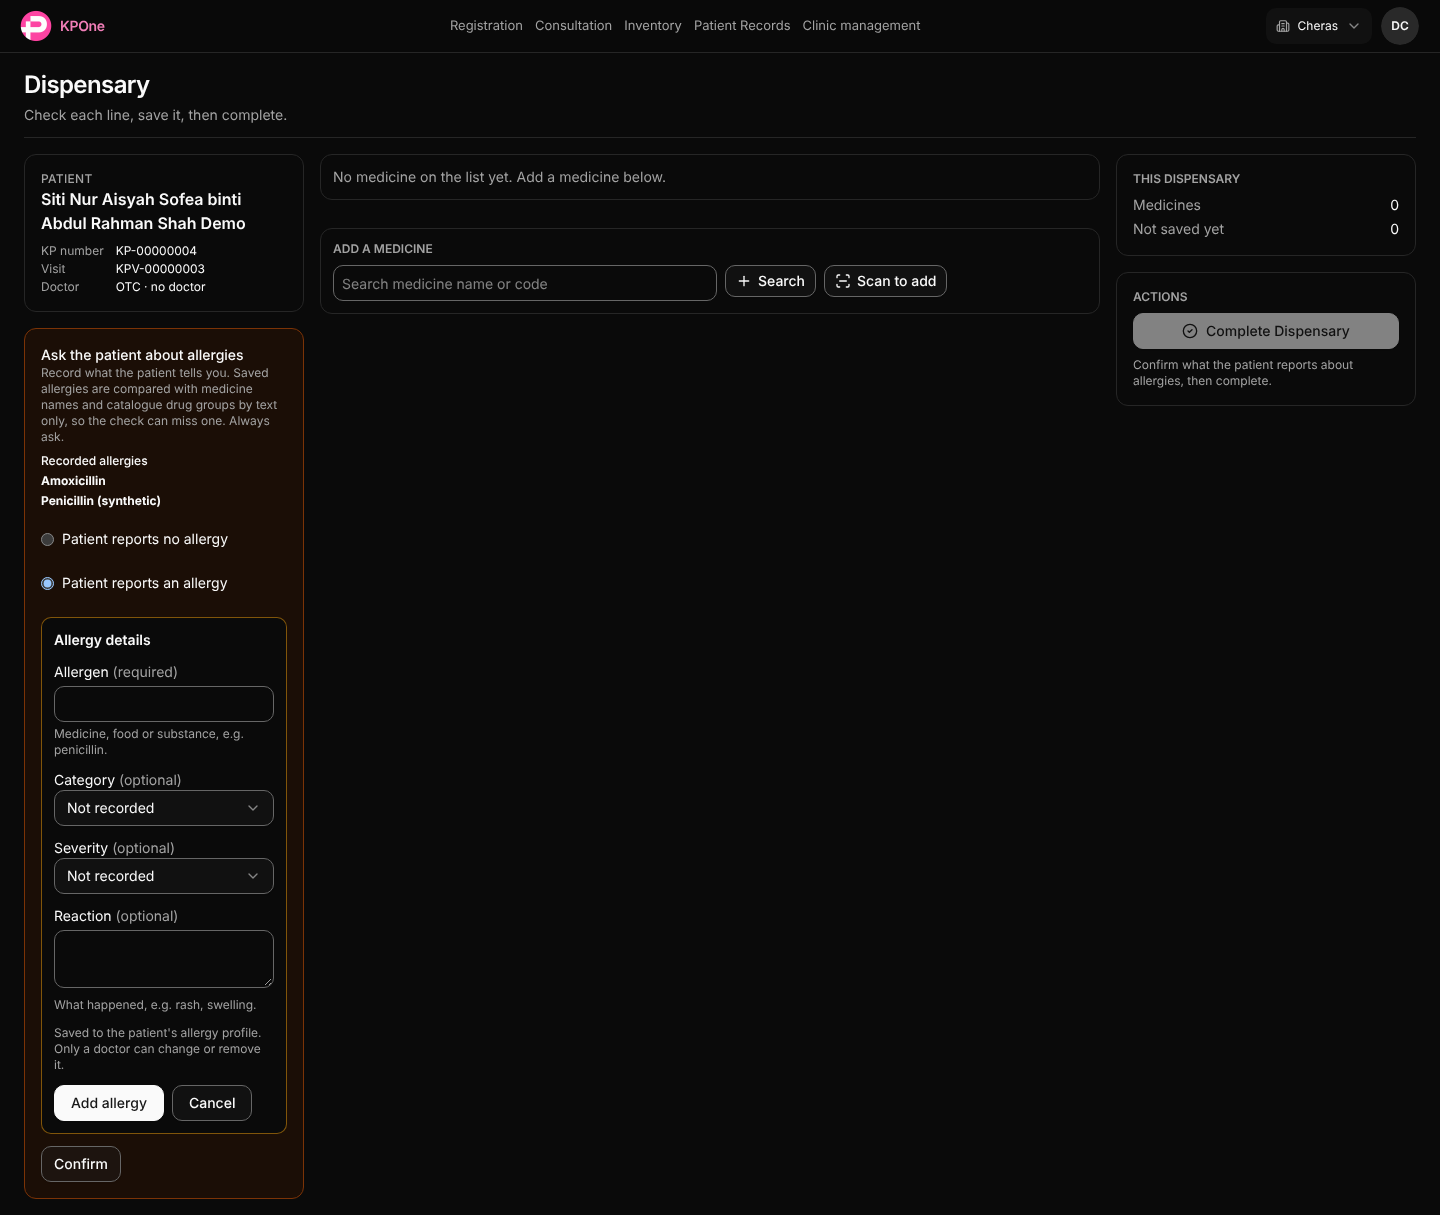 KPOne
Registration
Consultation
Inventory
Patient Records
Clinic management
Cheras
DC
Dispensary
Check each line, save it, then complete.
PATIENT
Siti Nur Aisyah Sofea binti
Abdul Rahman Shah Demo
KP number KP-00000004
Visit KPV-00000003
Doctor OTC · no doctor
Ask the patient about allergies
Record what the patient tells you. Saved
allergies are compared with medicine
names and catalogue drug groups by text
only, so the check can miss one. Always
ask.
Recorded allergies
Amoxicillin
Penicillin (synthetic)
Patient reports no allergy
Patient reports an allergy
Allergy details
Allergen (required)
Medicine, food or substance, e.g.
penicillin.
Category (optional)
Not recorded
Severity (optional)
Not recorded
Reaction (optional)
What happened, e.g. rash, swelling.
Saved to the patient's allergy profile.
Only a doctor can change or remove
it.
Add allergy
Cancel
Confirm
No medicine on the list yet. Add a medicine below.
ADD A MEDICINE
Search medicine name or code
Search
Scan to add
THIS DISPENSARY
Medicines 0
Not saved yet 0
ACTIONS
Complete Dispensary
Confirm what the patient reports about
allergies, then complete.